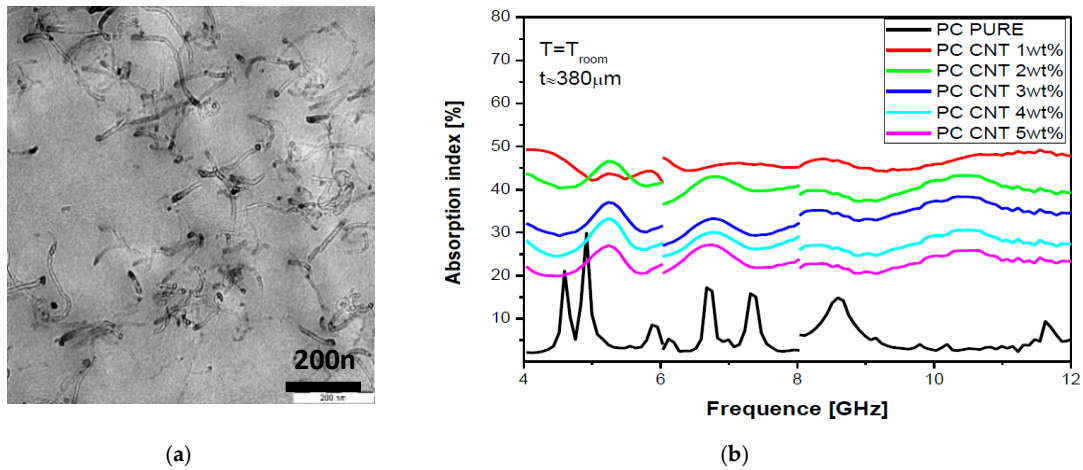 200n
200 nm
(a)
80
70
60
50
40
30
20
10
Absorption index [%]
T=Troom
t≈380μm
PC PURE
PC CNT 1wt%
PC CNT 2wt%
PC CNT 3wt%
PC CNT 4wt%
PC CNT 5wt%
4
6
8
10
12
Frequence [GHz]
b)
(b)